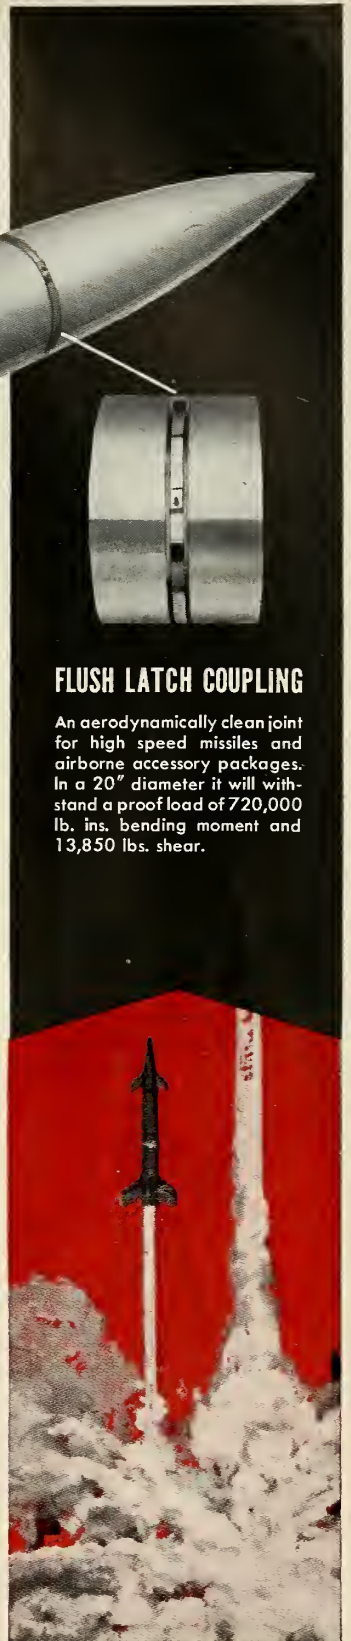 FLUSH LATCH COUPLING
An aerodynamically clean joint
for high speed missiles and
airborne accessory packages.
In a 20" diameter it will with-
stand a proof load of 720,000
lb. ins. bending moment and
13,850 lbs. shear.